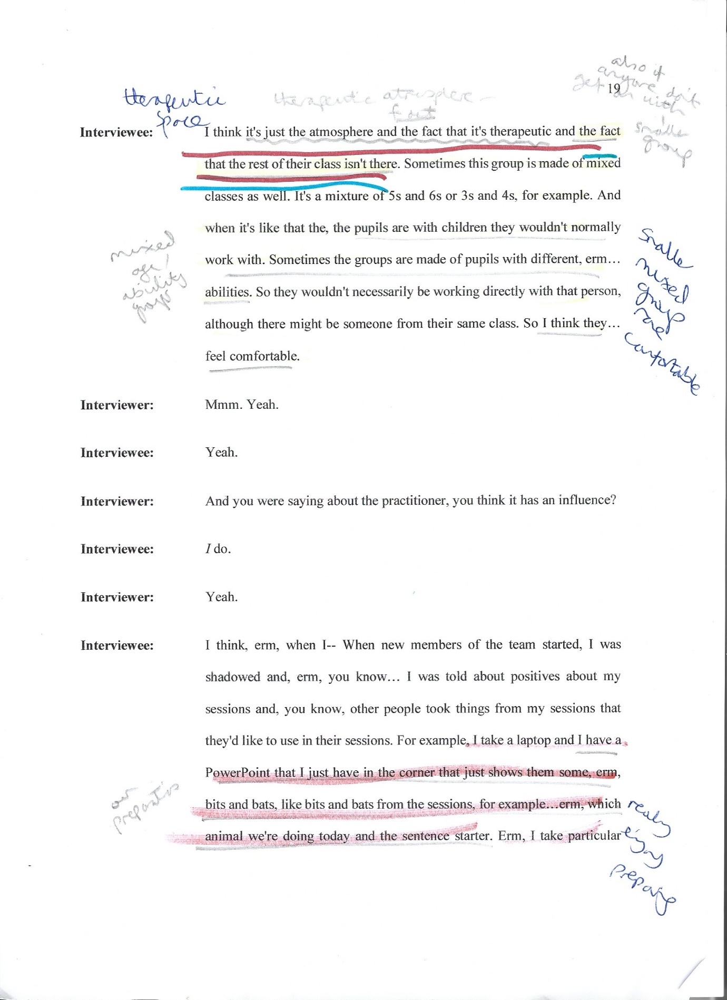 also if
anyone don't
get on with
19
smaller
group
therapeutic
space
therapeutic atmosphere –
Interviewee: I think it's just the atmosphere and the fact that it's therapeutic and the fact
that the rest of their class isn't there. Sometimes this group is made of mixed
classes as well. It's a mixture of 5s and 6s or 3s and 4s, for example. And
when it's like that the, the pupils are with children they wouldn't normally
work with. Sometimes the groups are made of pupils with different, erm…
abilities. So they wouldn't necessarily be working directly with that person,
although there might be someone from their same class. So I think they…
feel comfortable.
mixed
age/
ability
groups
Smaller
mixed
group
more
comfortable
Interviewer: Mmm. Yeah.
Interviewee: Yeah.
Interviewer: And you were saying about the practitioner, you think it has an influence?
Interviewee: I do.
Interviewer: Yeah.
Interviewee: I think, erm, when I-- When new members of the team started, I was
shadowed and, erm, you know… I was told about positives about my
sessions and, you know, other people took things from my sessions that
they'd like to use in their sessions. For example, I take a laptop and I have a
PowerPoint that I just have in the corner that just shows them some, erm,
bits and bats, like bits and bats from the sessions, for example…erm, which
animal we're doing today and the sentence starter. Erm, I take particular
really
enjoy
preparing